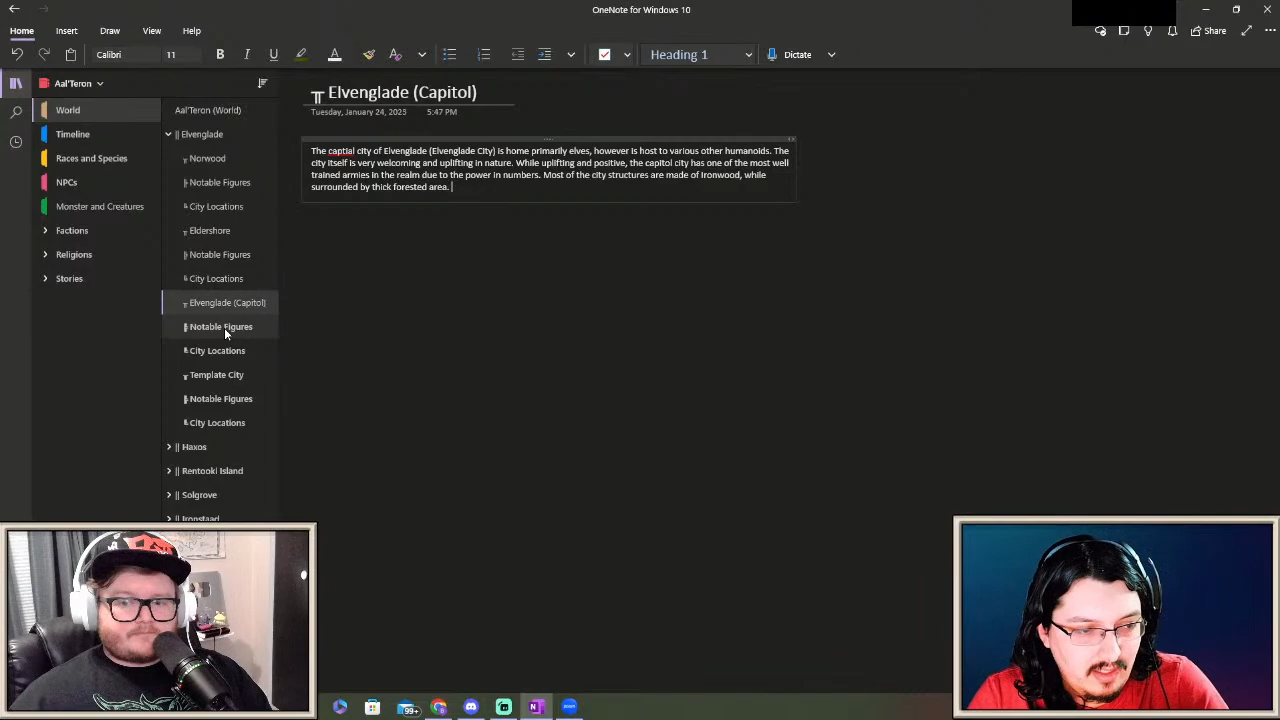 OneNote for Windows 10
Home
Insert
Draw
View
Help
Share
Calibri
11
B
I
U
A
Heading 1
Dictate
Aal'Teron
World
Timeline
Races and Species
NPCs
Monster and Creatures
Factions
Religions
Stories
Aal'Teron (World)
|| Elvenglade
╥ Norwood
╟ Notable Figures
╙ City Locations
╥ Eldershore
╟ Notable Figures
╙ City Locations
╥ Elvenglade (Capitol)
╟ Notable Figures
╙ City Locations
╥ Template City
╟ Notable Figures
╙ City Locations
|| Haxos
|| Rentooki Island
|| Solgrove
|| Ironstaad
╥ Elvenglade (Capitol)
Tuesday, January 24, 2023 5:47 PM
The captial city of Elvenglade (Elvenglade City) is home primarily elves, however is host to various other humanoids. The
city itself is very welcoming and uplifting in nature. While uplifting and positive, the capitol city has one of the most well
trained armies in the realm due to the power in numbers. Most of the city structures are made of Ironwood, while
surrounded by thick forested area.
99+
zoom